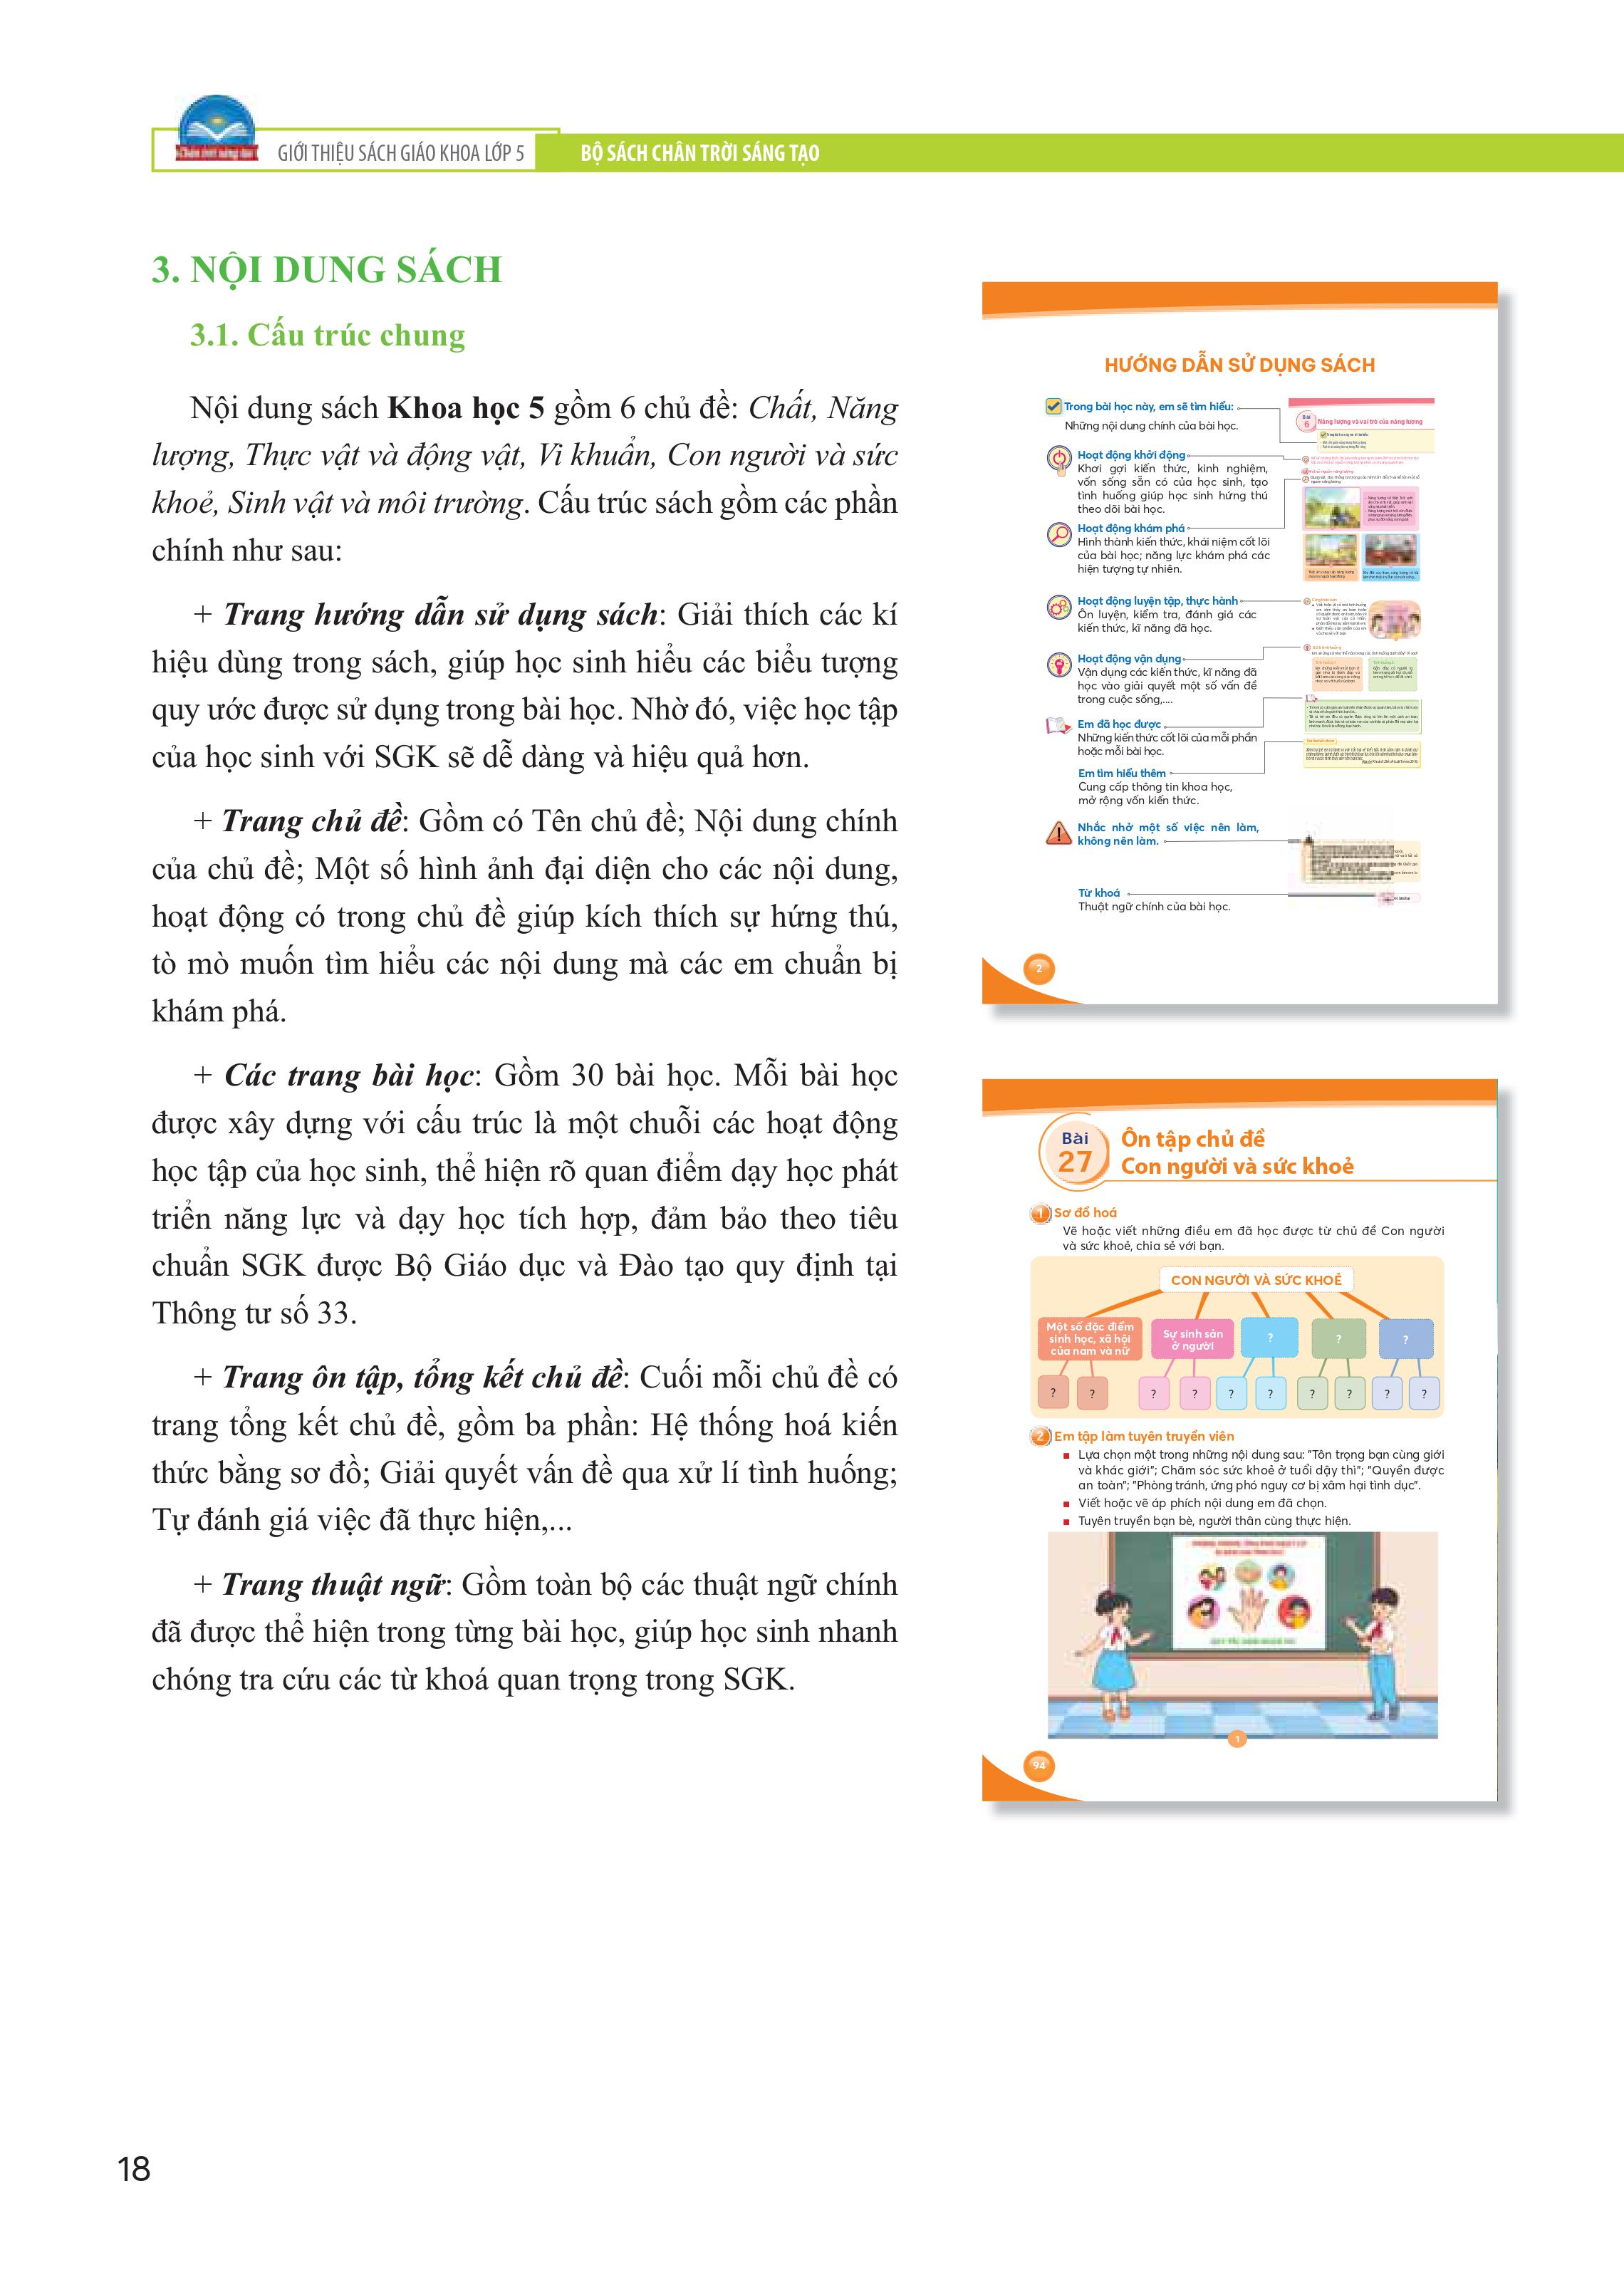 GIỚI THIỆU SÁCH GIÁO KHOA LỚP 5
BỘ SÁCH CHÂN TRỜI SÁNG TẠO
3. NỘI DUNG SÁCH
3.1. Cấu trúc chung
Nội dung sách Khoa học 5 gồm 6 chủ đề: Chất, Năng
lượng, Thực vật và động vật, Vi khuẩn, Con người và sức
khoẻ, Sinh vật và môi trường. Cấu trúc sách gồm các phần
chính như sau:
+ Trang hướng dẫn sử dụng sách: Giải thích các kí
hiệu dùng trong sách, giúp học sinh hiểu các biểu tượng
quy ước được sử dụng trong bài học. Nhờ đó, việc học tập
của học sinh với SGK sẽ dễ dàng và hiệu quả hơn.
+ Trang chủ đề: Gồm có Tên chủ đề; Nội dung chính
của chủ đề; Một số hình ảnh đại diện cho các nội dung,
hoạt động có trong chủ đề giúp kích thích sự hứng thú,
tò mò muốn tìm hiểu các nội dung mà các em chuẩn bị
khám phá.
+ Các trang bài học: Gồm 30 bài học. Mỗi bài học
được xây dựng với cấu trúc là một chuỗi các hoạt động
học tập của học sinh, thể hiện rõ quan điểm dạy học phát
triển năng lực và dạy học tích hợp, đảm bảo theo tiêu
chuẩn SGK được Bộ Giáo dục và Đào tạo quy định tại
Thông tư số 33.
+ Trang ôn tập, tổng kết chủ đề: Cuối mỗi chủ đề có
trang tổng kết chủ đề, gồm ba phần: Hệ thống hoá kiến
thức bằng sơ đồ; Giải quyết vấn đề qua xử lí tình huống;
Tự đánh giá việc đã thực hiện,...
+ Trang thuật ngữ: Gồm toàn bộ các thuật ngữ chính
đã được thể hiện trong từng bài học, giúp học sinh nhanh
chóng tra cứu các từ khoá quan trọng trong SGK.
HƯỚNG DẪN SỬ DỤNG SÁCH
Trong bài học này, em sẽ tìm hiểu:
Những nội dung chính của bài học.
Hoạt động khởi động
Khơi gợi kiến thức, kinh nghiệm,
vốn sống sẵn có của học sinh, tạo
tình huống giúp học sinh hứng thú
theo dõi bài học.
Hoạt động khám phá
Hình thành kiến thức, khái niệm cốt lõi
của bài học; năng lực khám phá các
hiện tượng tự nhiên.
Hoạt động luyện tập, thực hành
Ôn luyện, kiểm tra, đánh giá các
kiến thức, kĩ năng đã học.
Hoạt động vận dụng
Vận dụng các kiến thức, kĩ năng đã
học vào giải quyết một số vấn đề
trong cuộc sống,....
Em đã học được
Những kiến thức cốt lõi của mỗi phần
hoặc mỗi bài học.
Em tìm hiểu thêm
Cung cấp thông tin khoa học,
mở rộng vốn kiến thức.
Nhắc nhở một số việc nên làm,
không nên làm.
Từ khoá
Thuật ngữ chính của bài học.
Bài
6
Năng lượng và vai trò của năng lượng
2
Bài
27
Ôn tập chủ đề
Con người và sức khoẻ
1 Sơ đồ hoá
Vẽ hoặc viết những điều em đã học được từ chủ đề Con người
và sức khoẻ, chia sẻ với bạn.
CON NGƯỜI VÀ SỨC KHOẺ
Một số đặc điểm
sinh học, xã hội
của nam và nữ
Sự sinh sản
ở người
? ? ?
? ? ? ? ? ? ? ? ? ?
2 Em tập làm tuyên truyền viên
Lựa chọn một trong những nội dung sau: "Tôn trọng bạn cùng giới
và khác giới"; Chăm sóc sức khoẻ ở tuổi dậy thì"; "Quyền được
an toàn"; "Phòng tránh, ứng phó nguy cơ bị xâm hại tình dục".
Viết hoặc vẽ áp phích nội dung em đã chọn.
Tuyên truyền bạn bè, người thân cùng thực hiện.
1
94
18